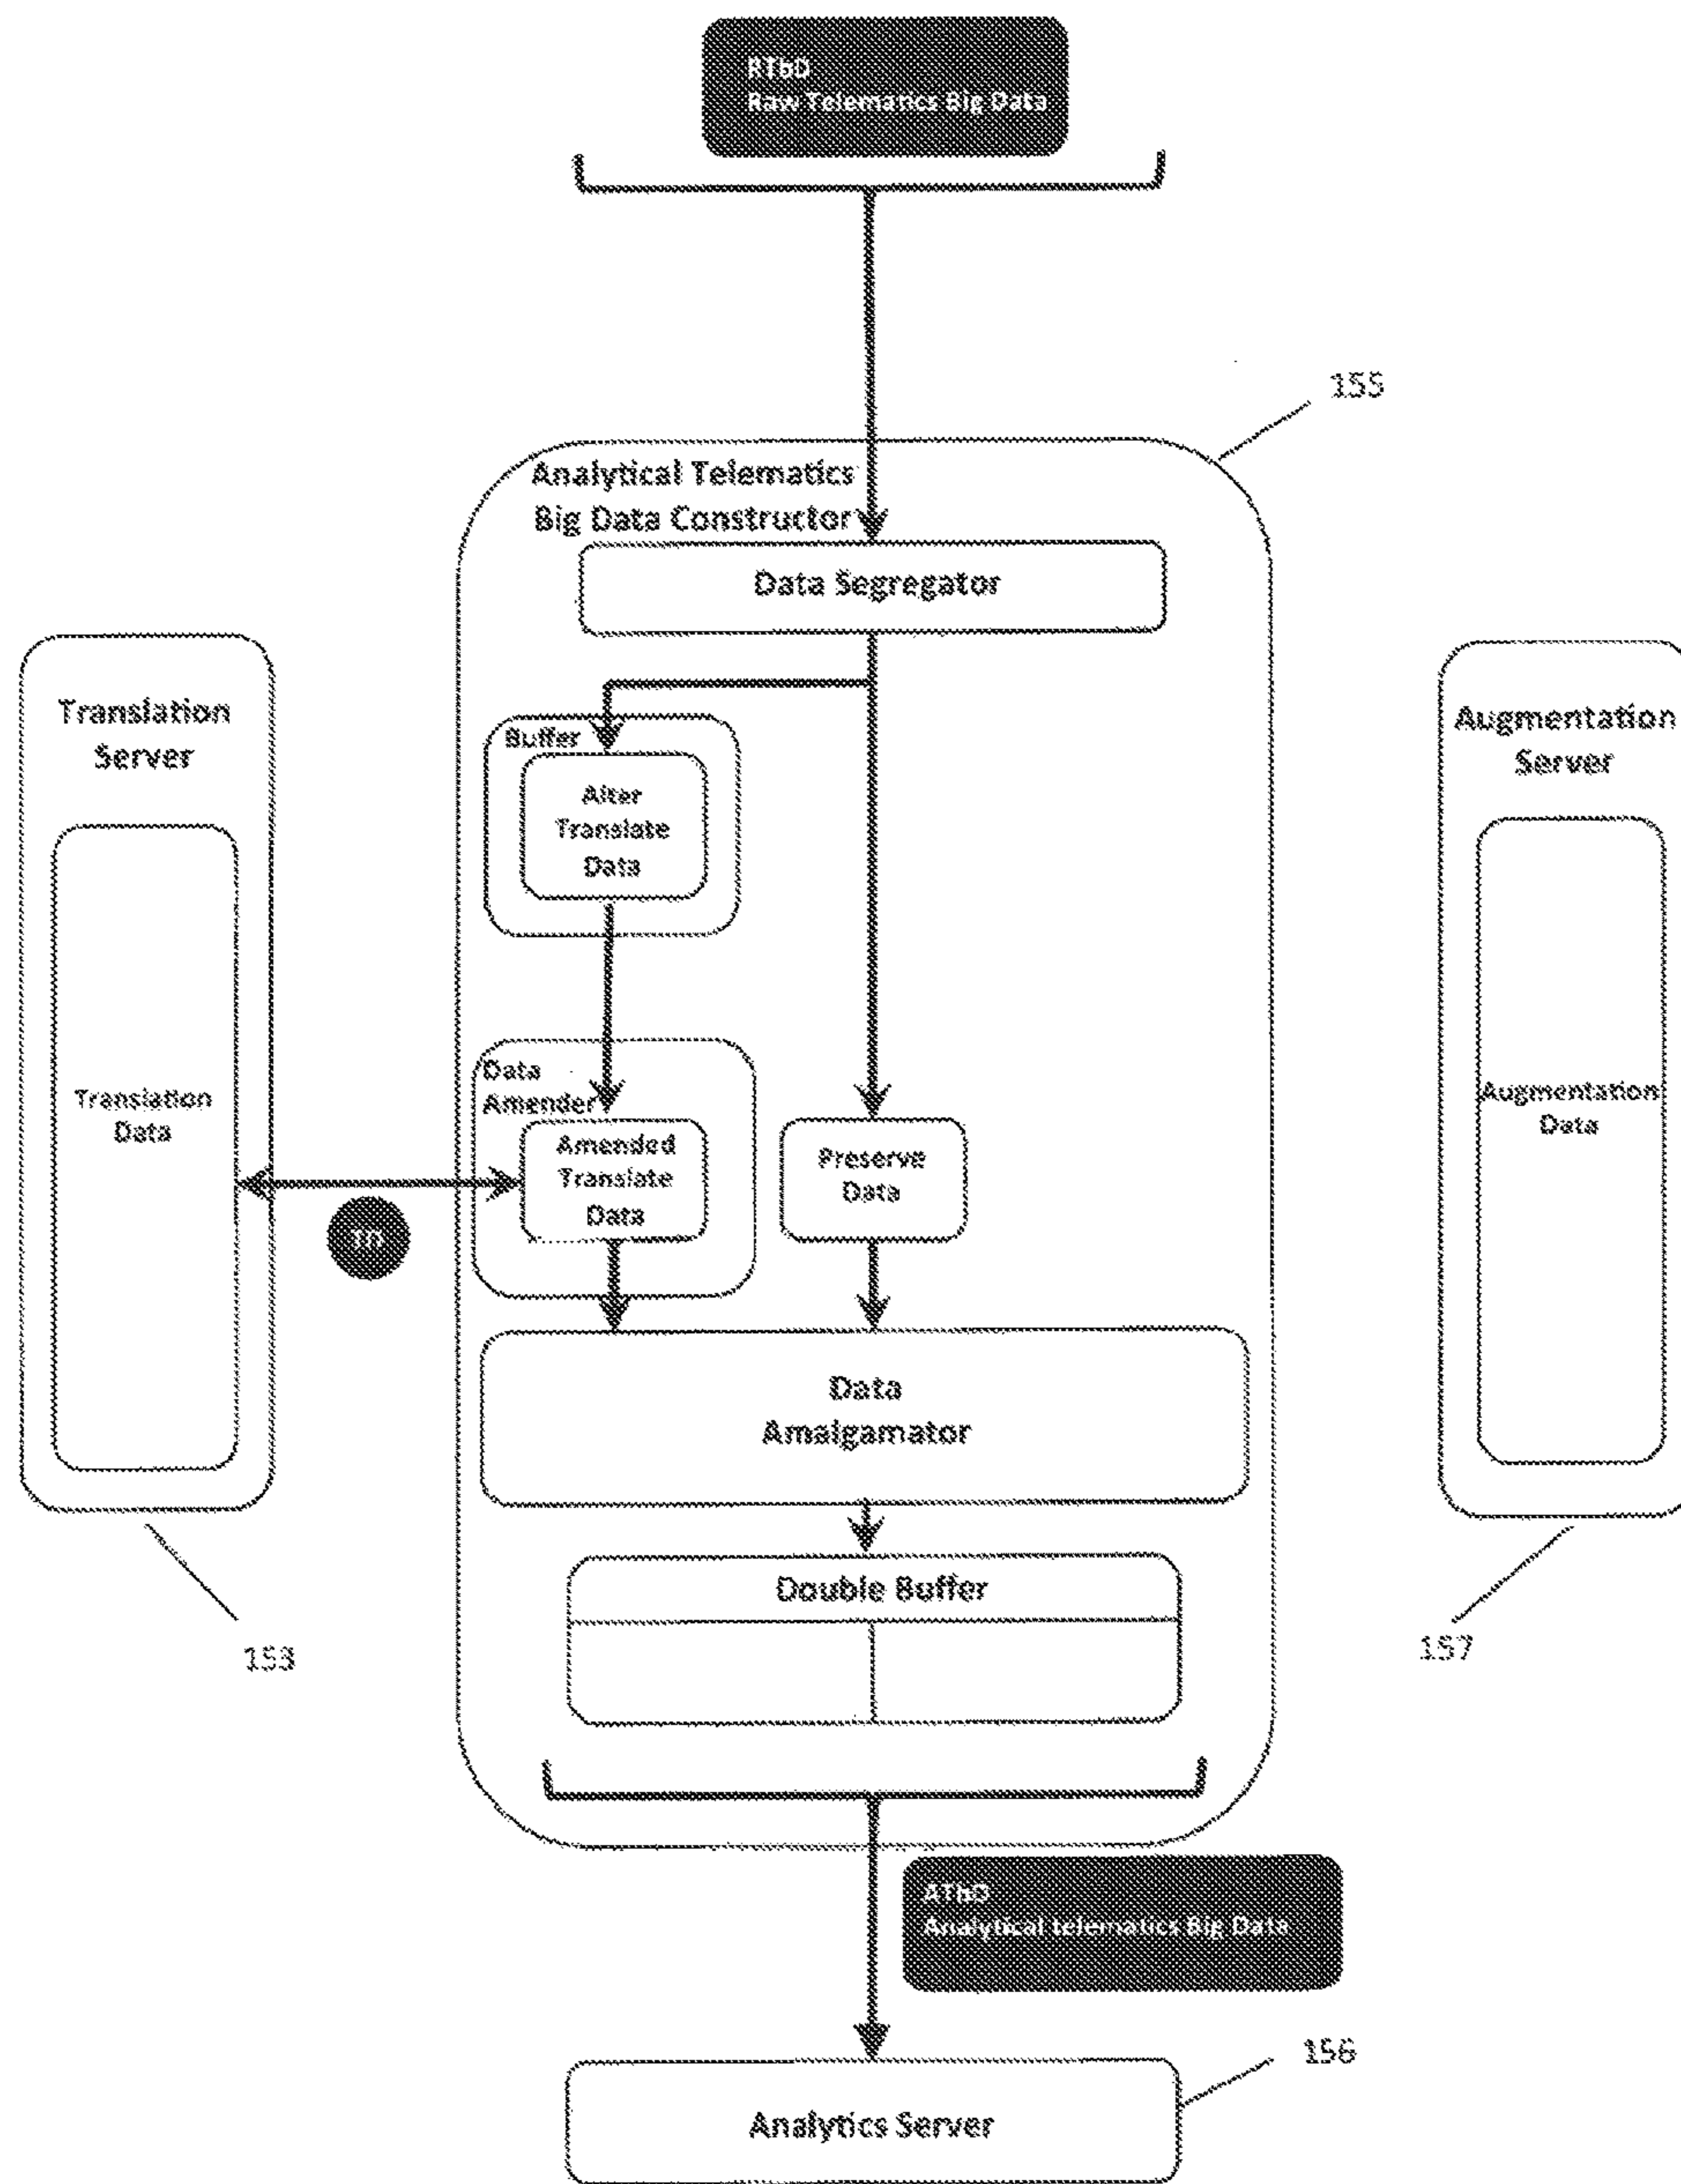 RTbD
Raw Telematics Big Data
155
Analytical Telematics
Big Data Constructor
Data Segregator
Translation
Server
Buffer
Alter
Translate
Data
Augmentation
Server
Translation
Data
Data
Amender
Amended
Translate
Data
Preserve
Data
Augmentation
Data
Data
Amalgamator
Double Buffer
153
157
ATbD
Analytical telematics Big Data
156
Analytics Server